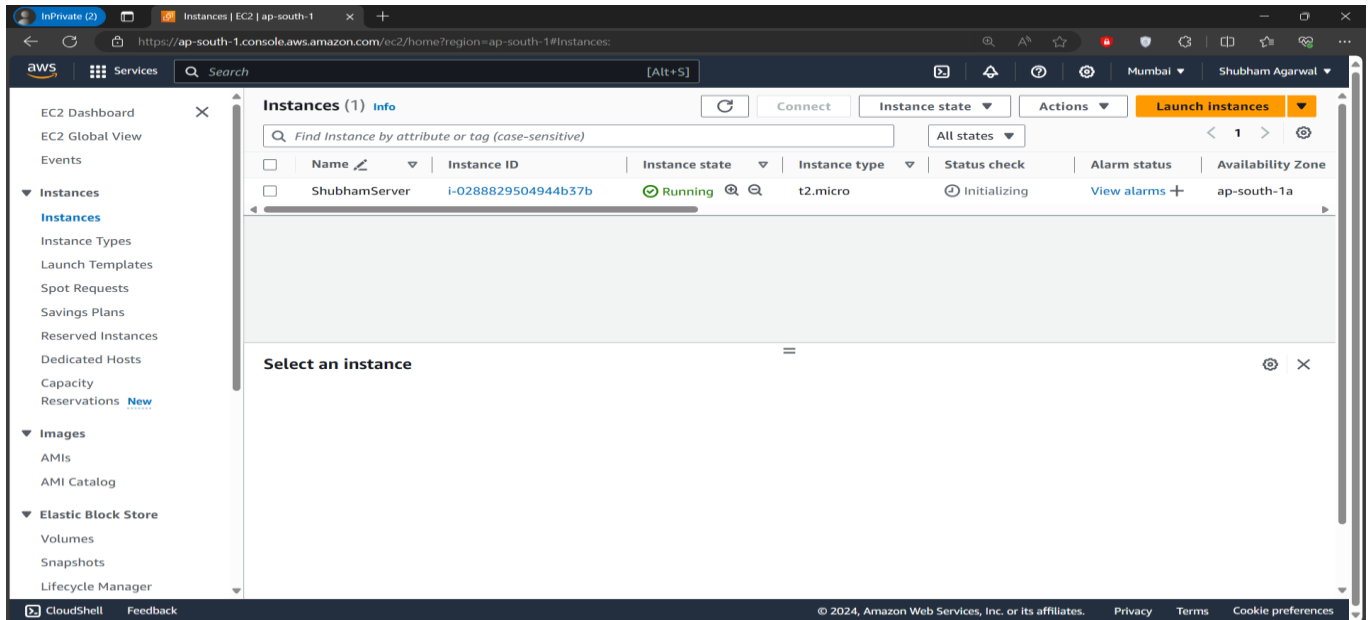 InPrivate (2)
Instances | EC2 | ap-south-1
https://ap-south-1.console.aws.amazon.com/ec2/home?region=ap-south-1#Instances:
aws
Services
Search
[Alt+S]
Mumbai
Shubham Agarwal
EC2 Dashboard
EC2 Global View
Events
Instances
Instances
Instance Types
Launch Templates
Spot Requests
Savings Plans
Reserved Instances
Dedicated Hosts
Capacity
Reservations New
Images
AMIs
AMI Catalog
Elastic Block Store
Volumes
Snapshots
Lifecycle Manager
Instances (1) Info
Connect
Instance state
Actions
Launch instances
Find Instance by attribute or tag (case-sensitive)
All states
1
Name Instance ID Instance state Instance type Status check Alarm status Availability Zone
ShubhamServer i-0288829504944b37b Running t2.micro Initializing View alarms + ap-south-1a
Select an instance
CloudShell Feedback © 2024, Amazon Web Services, Inc. or its affiliates. Privacy Terms Cookie preferences